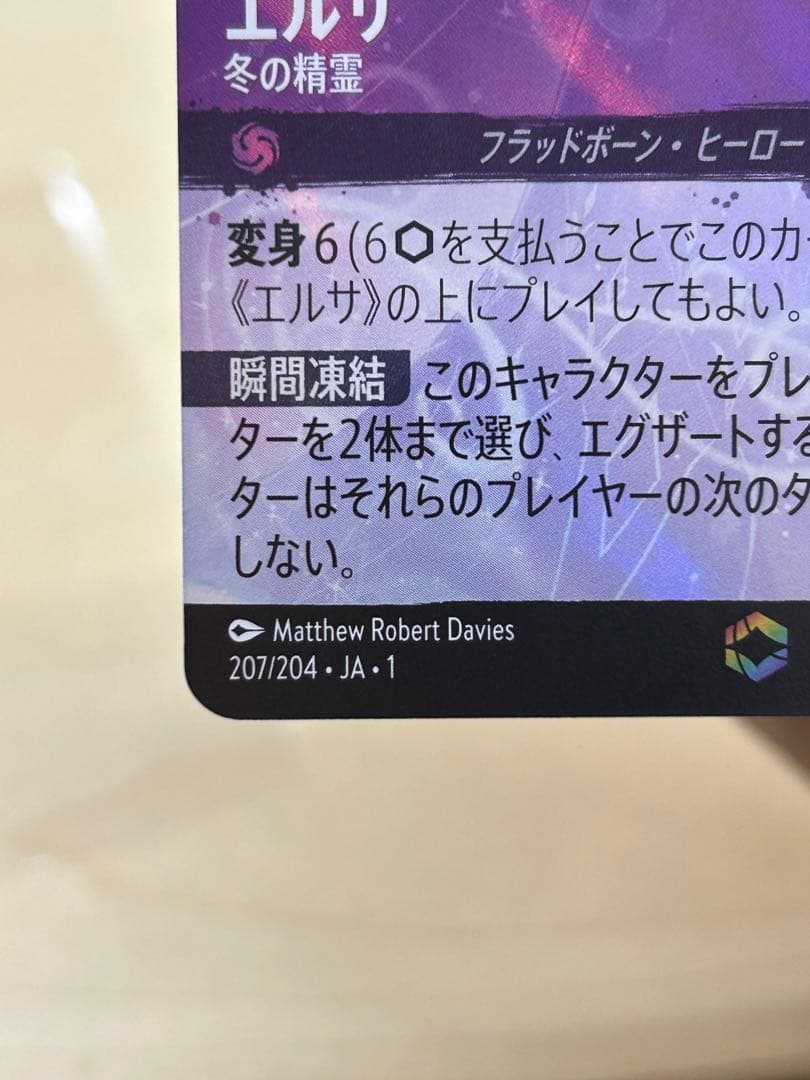 エルサ
冬の精霊
フラッドボーン・ヒーロー
変身 6 (6⬡を支払うことでこのカー
《エルサ》の上にプレイしてもよい。
瞬間凍結 このキャラクターをプレ
ターを2体まで選び、エグザートする
ターはそれらのプレイヤーの次のタ
しない。
Matthew Robert Davies
207/204 • JA • 1